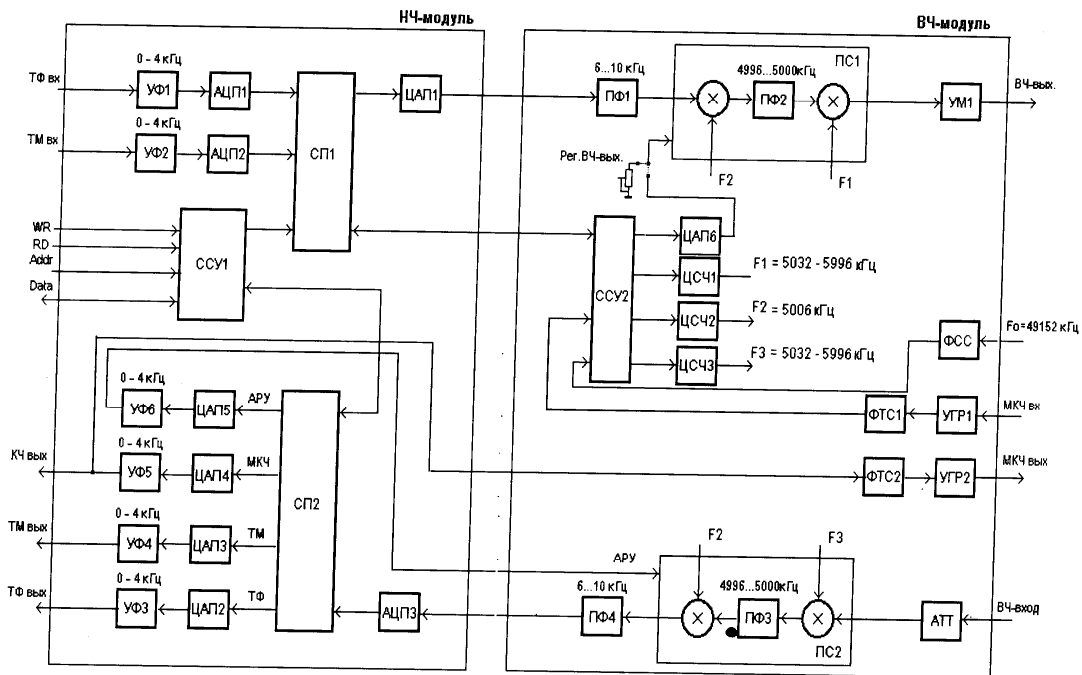 НЧ-модуль
ВЧ-модуль
0 – 4 кГц
ТФ вх
УФ1
АЦП1
ЦАП1
0 – 4 кГц
ТМ вх
УФ2
АЦП2
СП1
WR
RD
Addr
Data
ССУ1
6...10 кГц
ПФ1
ПС1
4996...5000кГц
ПФ2
УМ1
ВЧ-вых.
F2
F1
Рег.ВЧ-вых.
ССУ2
ЦАП6
ЦСЧ1
F1 = 5032 - 5996 кГц
ЦСЧ2
F2 = 5006 кГц
ЦСЧ3
F3 = 5032 - 5996 кГц
ФСС
Fo=49152 кГц
ФТС1
УГР1
МКЧ вх
ФТС2
УГР2
МКЧ вых
0 – 4 кГц
УФ6
ЦАП5
АРУ
0 – 4 кГц
КЧ вых
УФ5
ЦАП4
МКЧ
СП2
0 – 4 кГц
ТМ вых
УФ4
ЦАП3
ТМ
0 – 4 кГц
ТФ вых
УФ3
ЦАП2
ТФ
АЦП3
F2
F3
АРУ
6...10 кГц
ПФ4
4996...5000кГц
ПФ3
ПС2
АТТ
ВЧ-вход